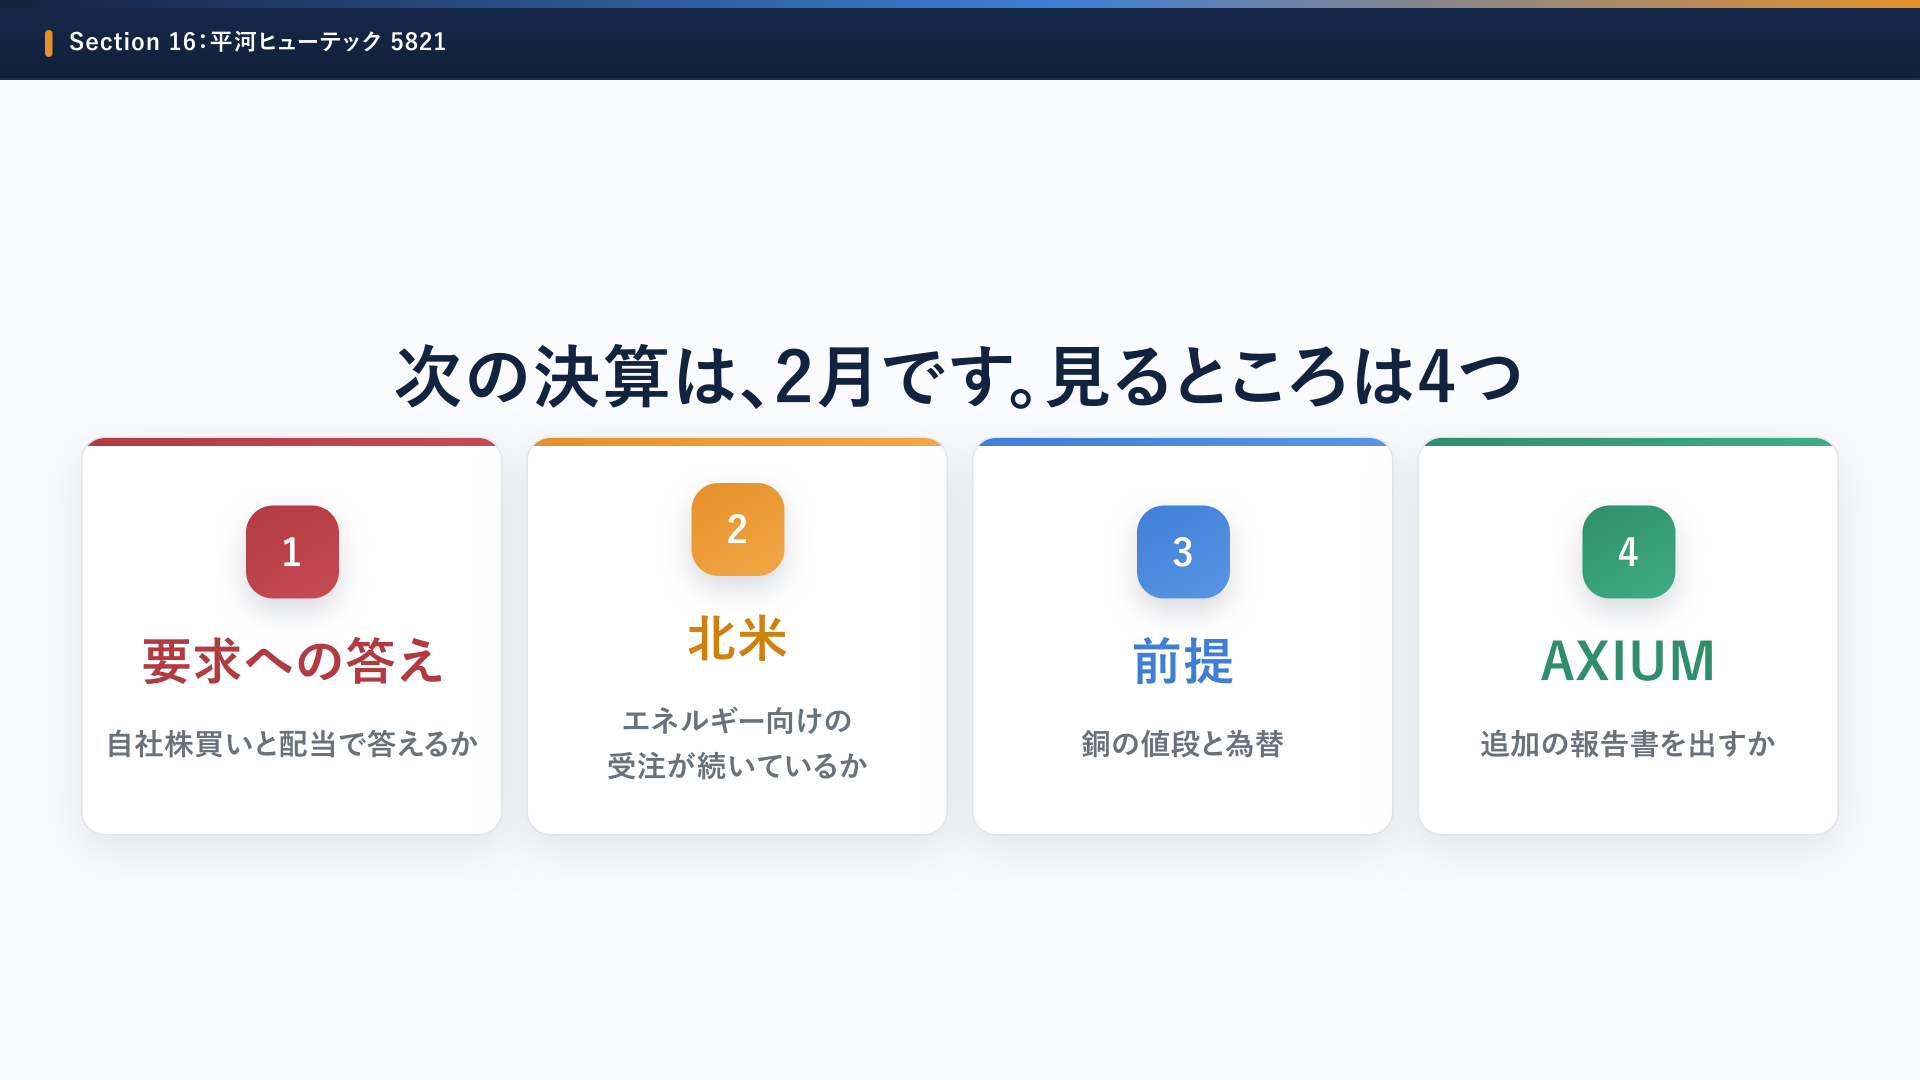 Section 16：平河ヒューテック 5821
次の決算は、2月です。見るところは4つ
1
要求への答え
自社株買いと配当で答えるか
2
北米
エネルギー向けの
受注が続いているか
3
前提
銅の値段と為替
4
AXIUM
追加の報告書を出すか